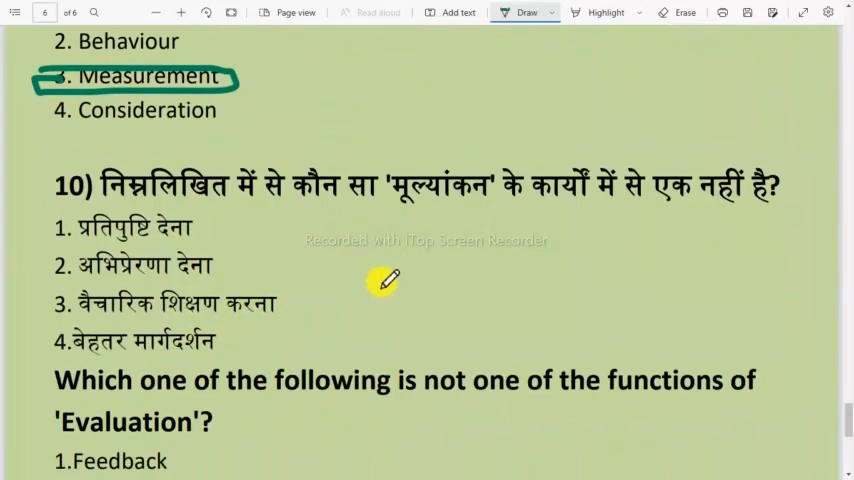 6 of 6 Page view Read aloud Add text Draw Highlight Erase
2. Behaviour
3. Measurement
4. Consideration
10) निम्नलिखित में से कौन सा 'मूल्यांकन' के कार्यों में से एक नहीं है?
1. प्रतिपुष्टि देना
Recorded with iTop Screen Recorder
2. अभिप्रेरणा देना
3. वैचारिक शिक्षण करना
4.बेहतर मार्गदर्शन
Which one of the following is not one of the functions of
'Evaluation'?
1.Feedback